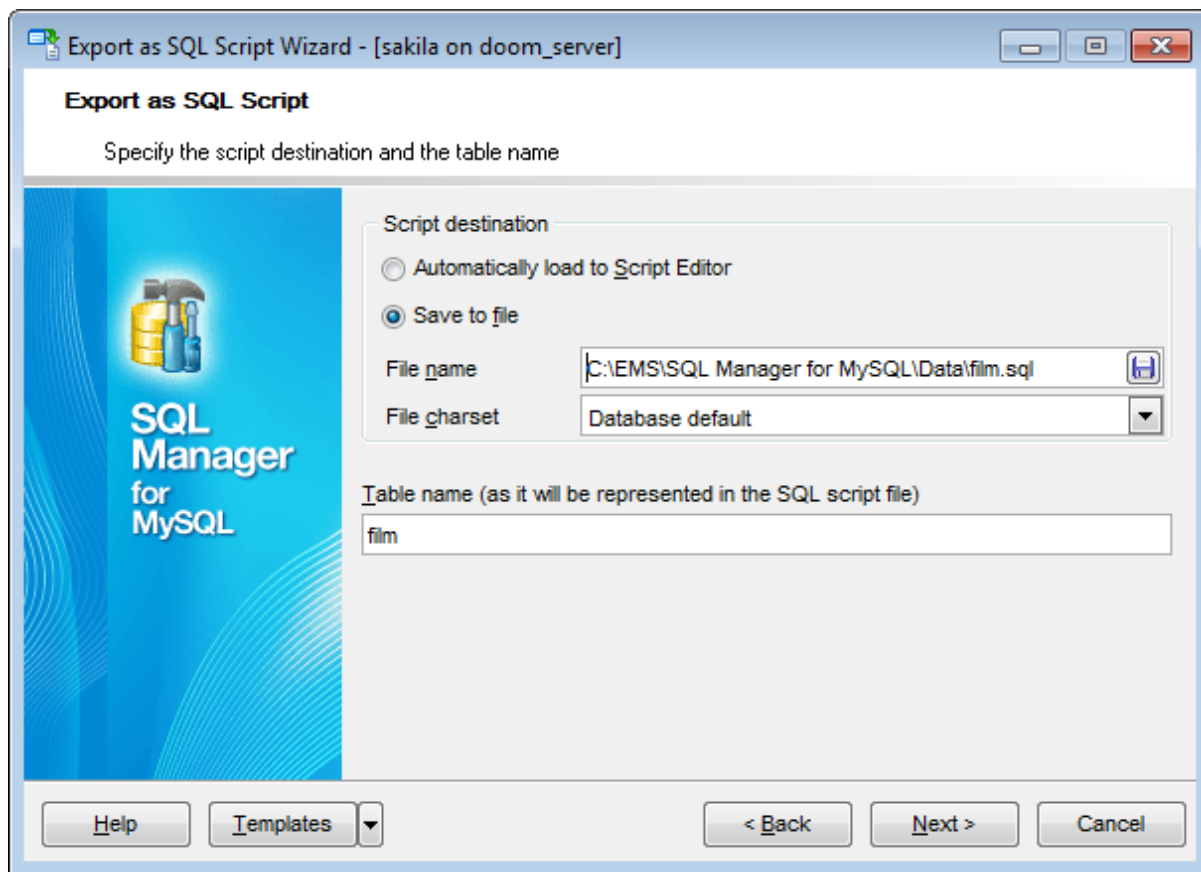 Export as SQL Script Wizard - [sakila on doom_server]
Export as SQL Script
Specify the script destination and the table name
SQL
Manager
for
MySQL
Script destination
Automatically load to Script Editor
Save to file
File name C:\EMS\SQL Manager for MySQL\Data\film.sql
File charset Database default
Table name (as it will be represented in the SQL script file)
film
Help Templates < Back Next > Cancel